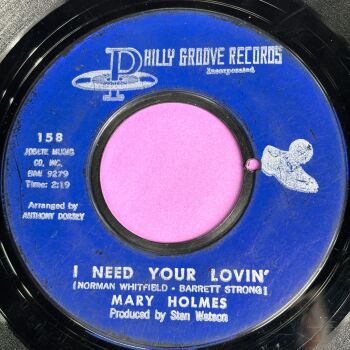 PHILLY GROOVE RECORDS
Incorporated
158
JOBETE MUSIC
CO., INC.
BMI 9279
Time: 2:19
Arranged by
ANTHONY DORSEY
I NEED YOUR LOVIN'
(NORMAN WHITFIELD - BARRETT STRONG)
MARY HOLMES
Produced by Stan Watson